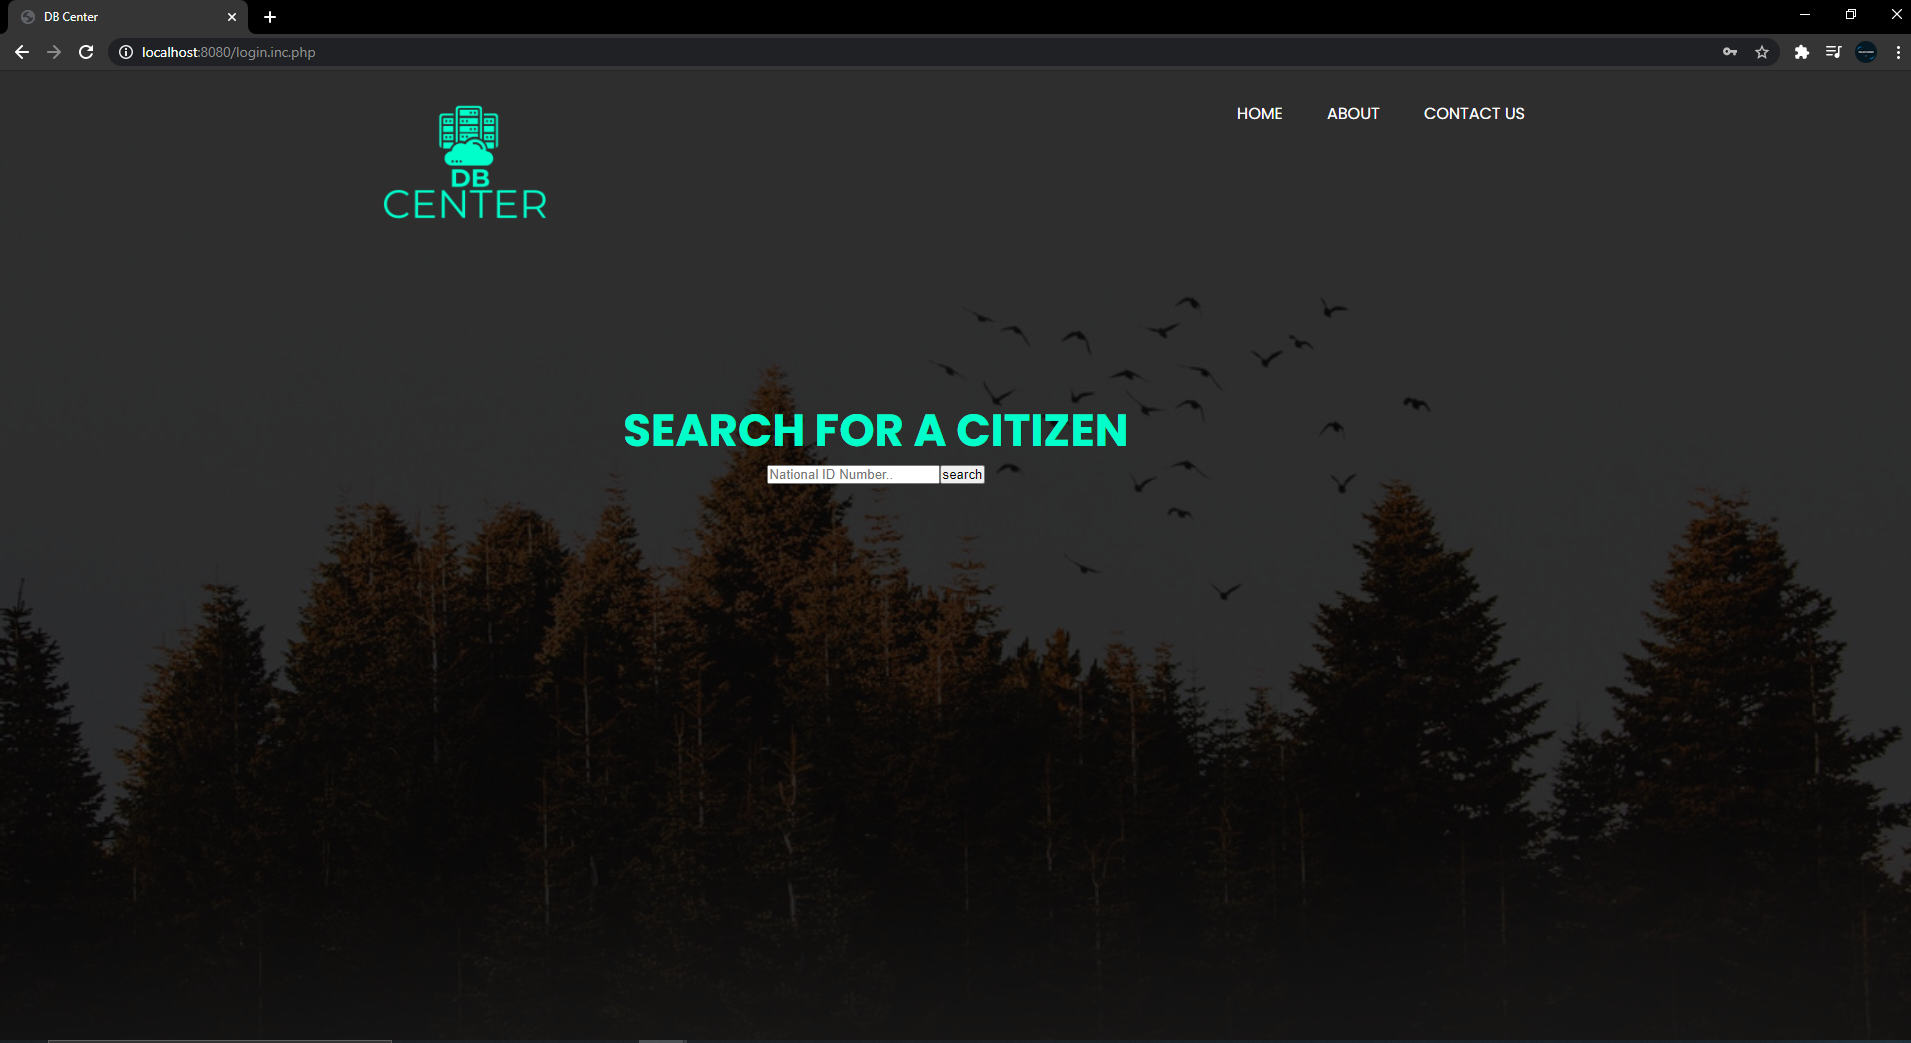 DB Center
localhost:8080/login.inc.php
DB
CENTER
HOME ABOUT CONTACT US
SEARCH FOR A CITIZEN
National ID Number.. search